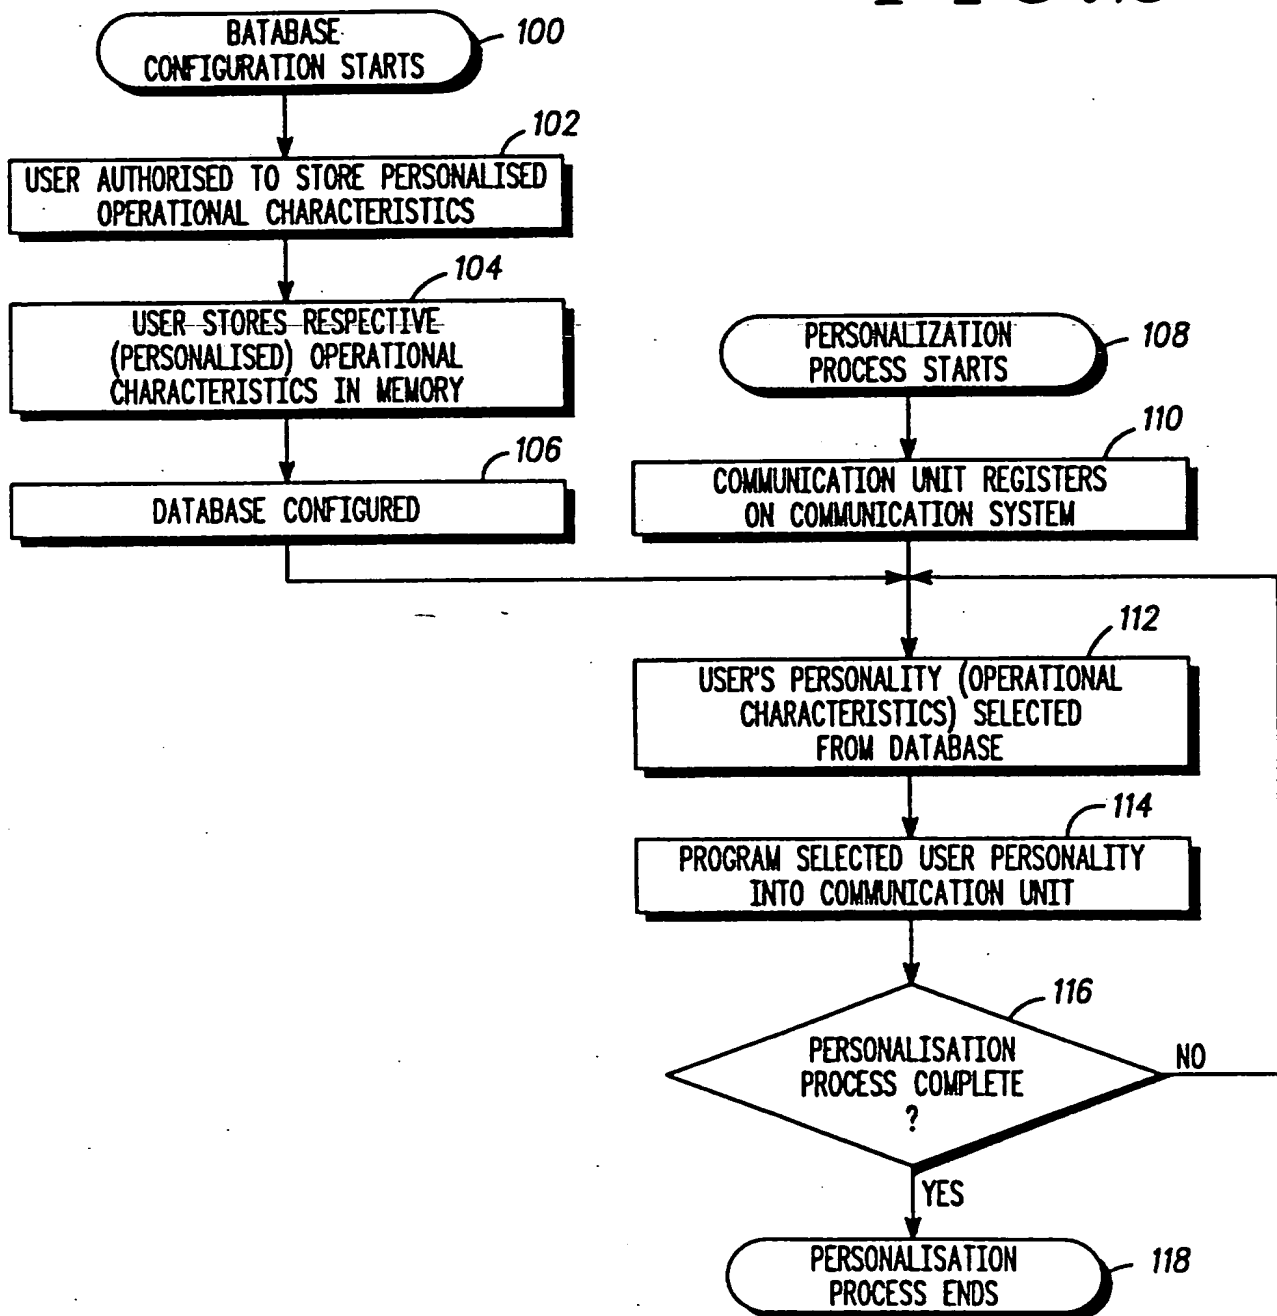 BATABASE
CONFIGURATION STARTS
100
102
USER AUTHORISED TO STORE PERSONALISED
OPERATIONAL CHARACTERISTICS
104
USER STORES RESPECTIVE
(PERSONALISED) OPERATIONAL
CHARACTERISTICS IN MEMORY
106
DATABASE CONFIGURED
PERSONALIZATION
PROCESS STARTS
108
110
COMMUNICATION UNIT REGISTERS
ON COMMUNICATION SYSTEM
112
USER'S PERSONALITY (OPERATIONAL
CHARACTERISTICS) SELECTED
FROM DATABASE
114
PROGRAM SELECTED USER PERSONALITY
INTO COMMUNICATION UNIT
116
PERSONALISATION
PROCESS COMPLETE
?
NO
YES
PERSONALISATION
PROCESS ENDS
118